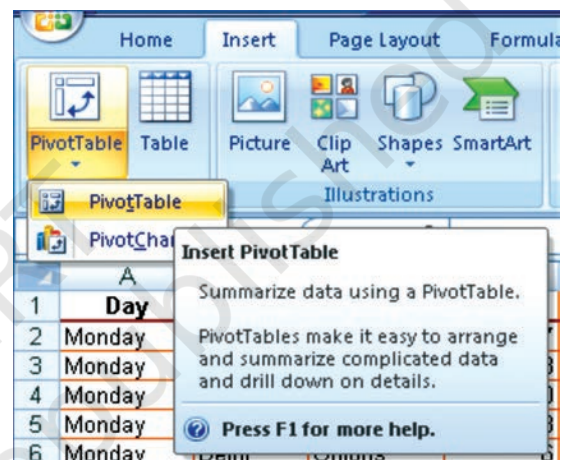 Home Insert Page Layout
PivotTable Table Picture Clip Art Shapes SmartArt
Illustrations
PivotTable
A
Insert PivotTable
Summarize data using a PivotTable.
PivotTables make it easy to arrange
and summarize complicated data
and drill down on details.
Press F1 for more help.
1 Day
2 Monday
3 Monday
4 Monday
5 Monday
6 Monday